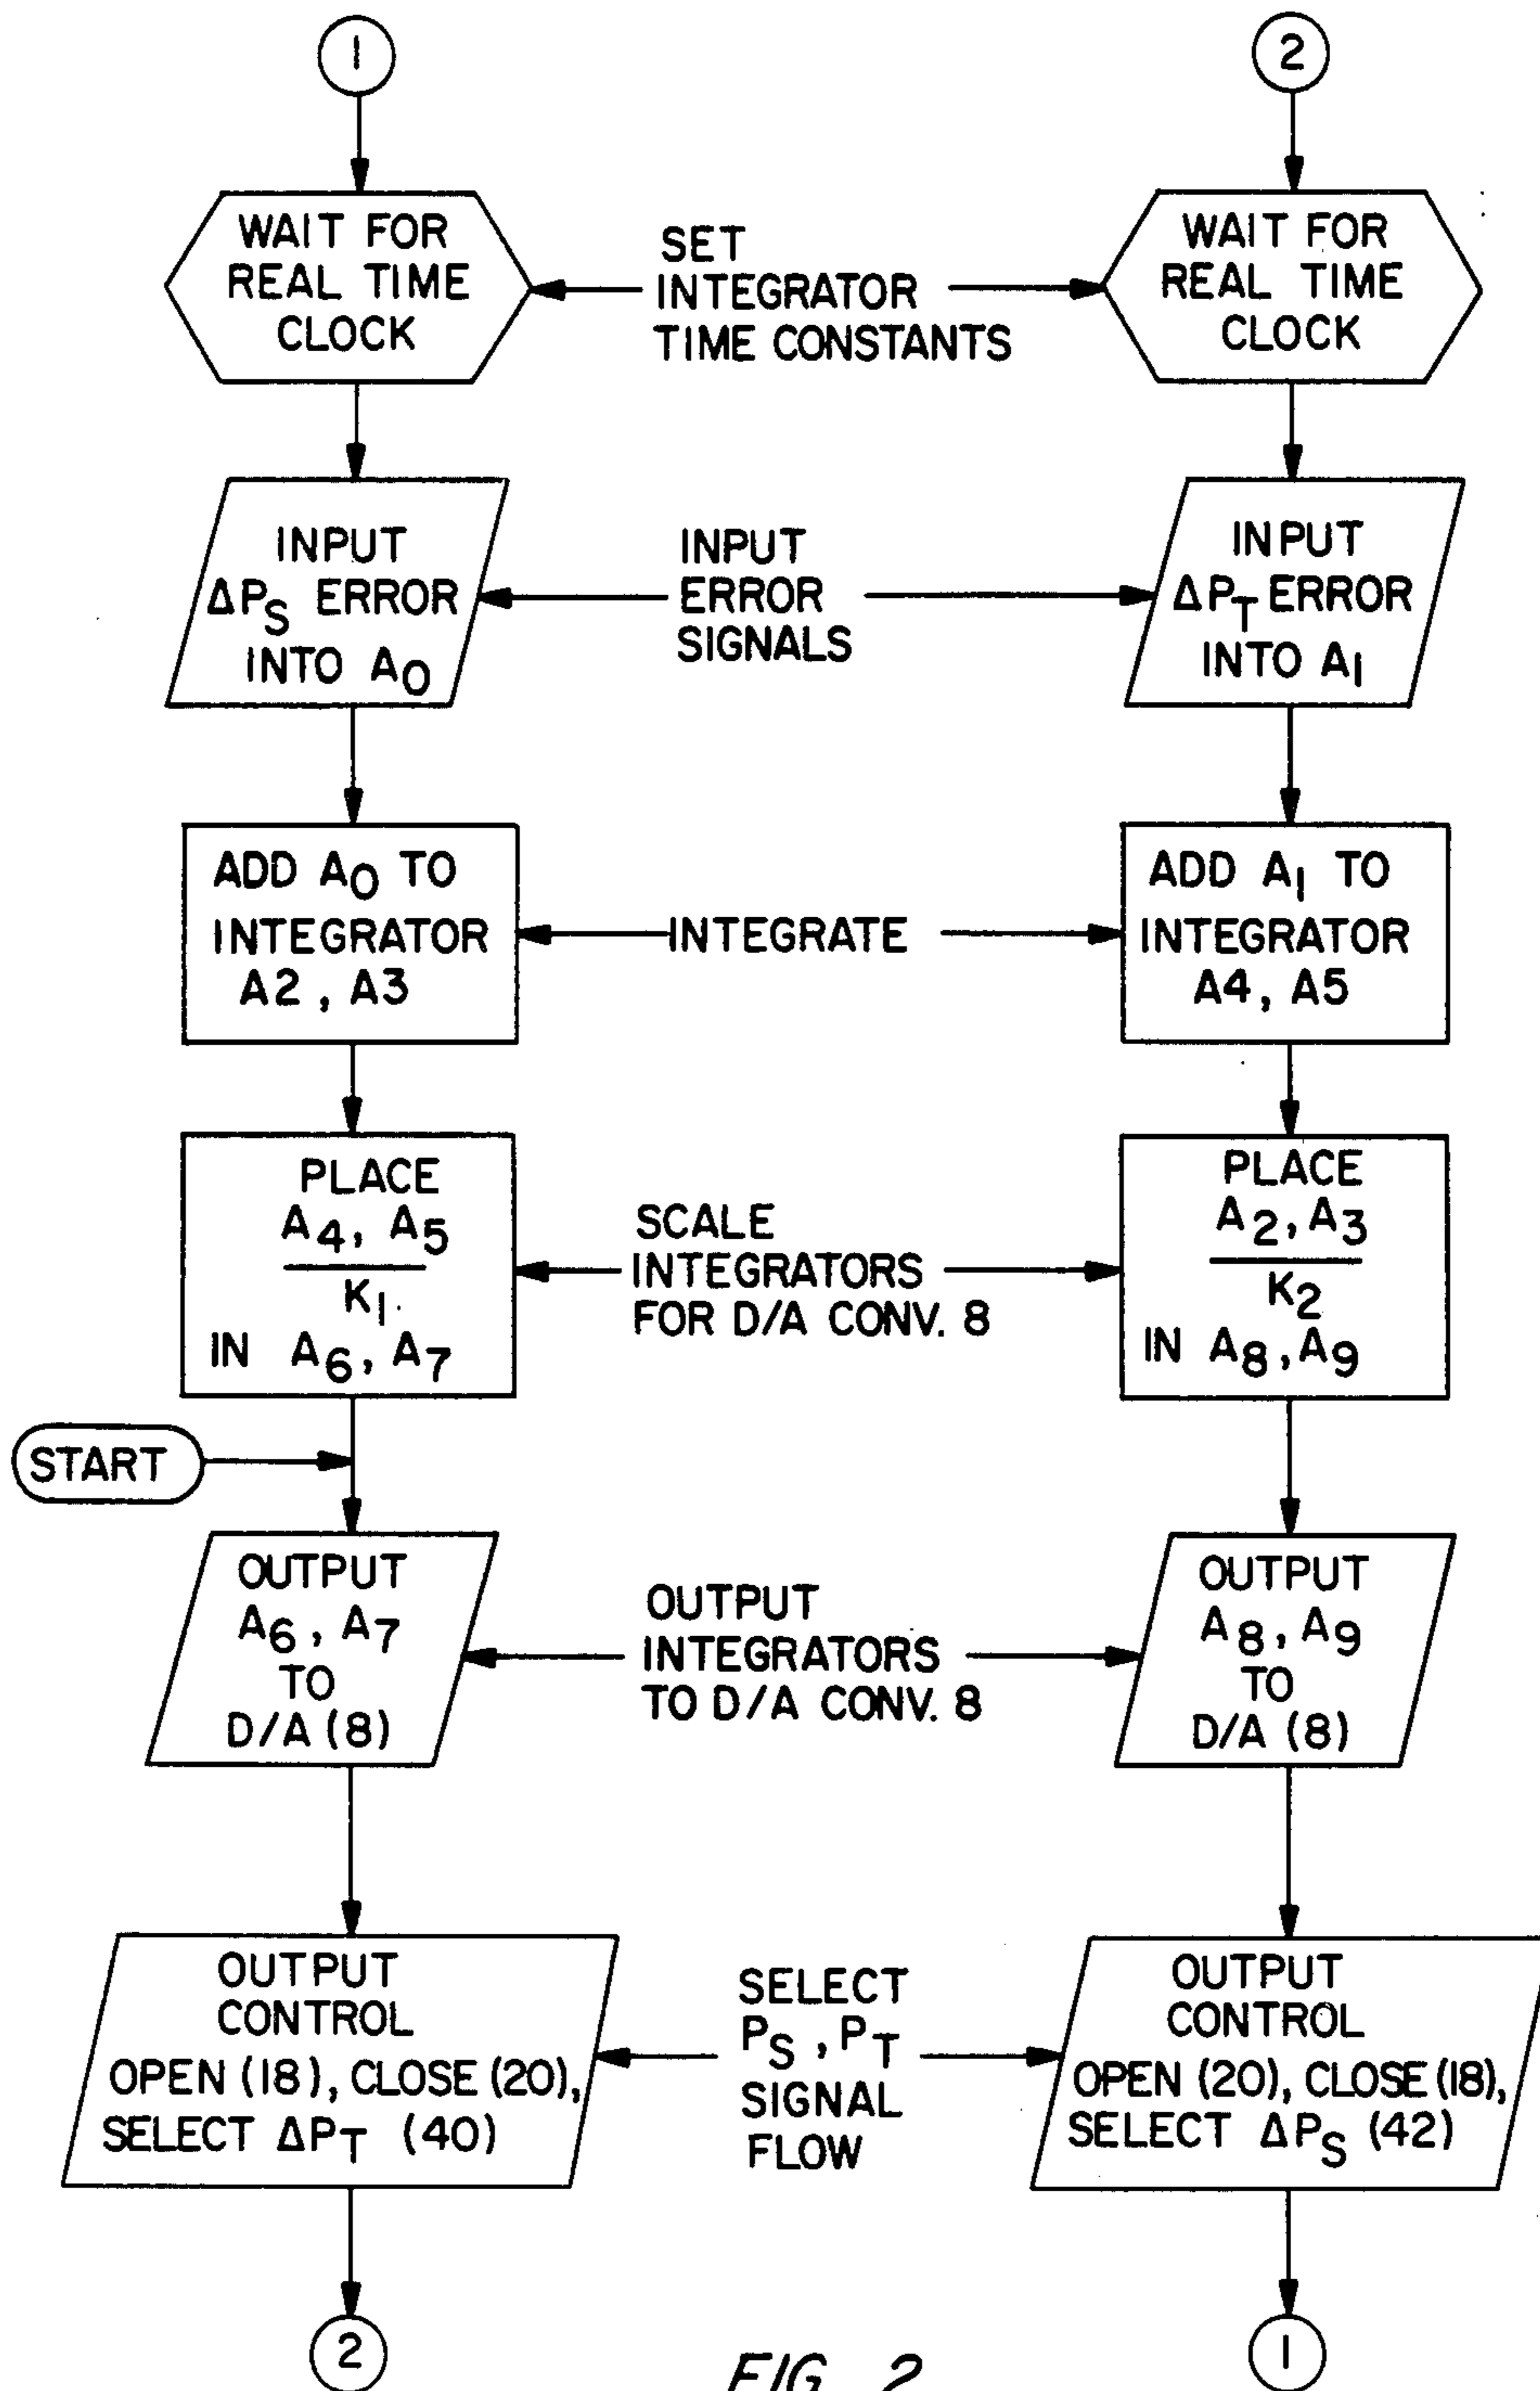 1
WAIT FOR
REAL TIME
CLOCK
INPUT
ΔPS ERROR
INTO A0
ADD A0 TO
INTEGRATOR
A2, A3
PLACE
A4, A5
K1
IN A6, A7
START
OUTPUT
A6, A7
TO
D/A (8)
OUTPUT
CONTROL
OPEN (18), CLOSE (20),
SELECT ΔPT (40)
2
SET
INTEGRATOR
TIME CONSTANTS
INPUT
ERROR
SIGNALS
INTEGRATE
SCALE
INTEGRATORS
FOR D/A CONV. 8
OUTPUT
INTEGRATORS
TO D/A CONV. 8
SELECT
PS, PT
SIGNAL
FLOW
2
WAIT FOR
REAL TIME
CLOCK
INPUT
ΔPT ERROR
INTO A1
ADD A1 TO
INTEGRATOR
A4, A5
PLACE
A2, A3
K2
IN A8, A9
OUTPUT
A8, A9
TO
D/A (8)
OUTPUT
CONTROL
OPEN (20), CLOSE (18),
SELECT ΔPS (42)
1
FIG. 2